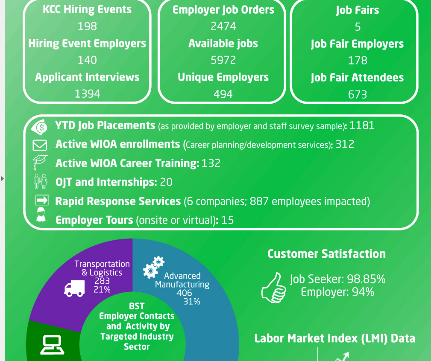 KCC Hiring Events
198
Hiring Event Employers
140
Applicant Interviews
1394
Employer Job Orders
2474
Available jobs
5972
Unique Employers
494
Job Fairs
5
Job Fair Employers
178
Job Fair Attendees
673
YTD Job Placements (as provided by employer and staff survey sample): 1181
Active WIOA enrollments (Career planning/development services): 312
Active WIOA Career Training: 132
OJT and Internships: 20
Rapid Response Services (6 companies; 887 employees impacted)
Employer Tours (onsite or virtual): 15
Transportation
& Logistics
283
21%
Advanced
Manufacturing
406
31%
BST
Employer Contacts
and Activity by
Targeted Industry
Sector
Customer Satisfaction
Job Seeker: 98.85%
Employer: 94%
Labor Market Index (LMI) Data